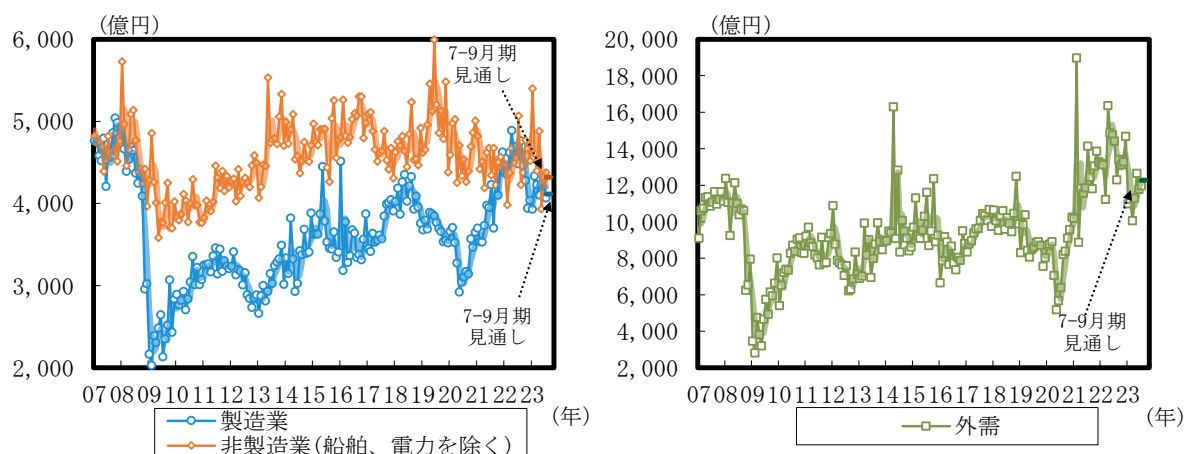 (億円)
6,000
5,000
4,000
3,000
2,000
7-9月期
見通し
7-9月期
見通し
07 08 09 10 11 12 13 14 15 16 17 18 19 20 21 22 23
(年)
製造業
非製造業(船舶、電力を除く)
(億円)
20,000
18,000
16,000
14,000
12,000
10,000
8,000
6,000
4,000
2,000
7-9月期
見通し
07 08 09 10 11 12 13 14 15 16 17 18 19 20 21 22 23
(年)
外需